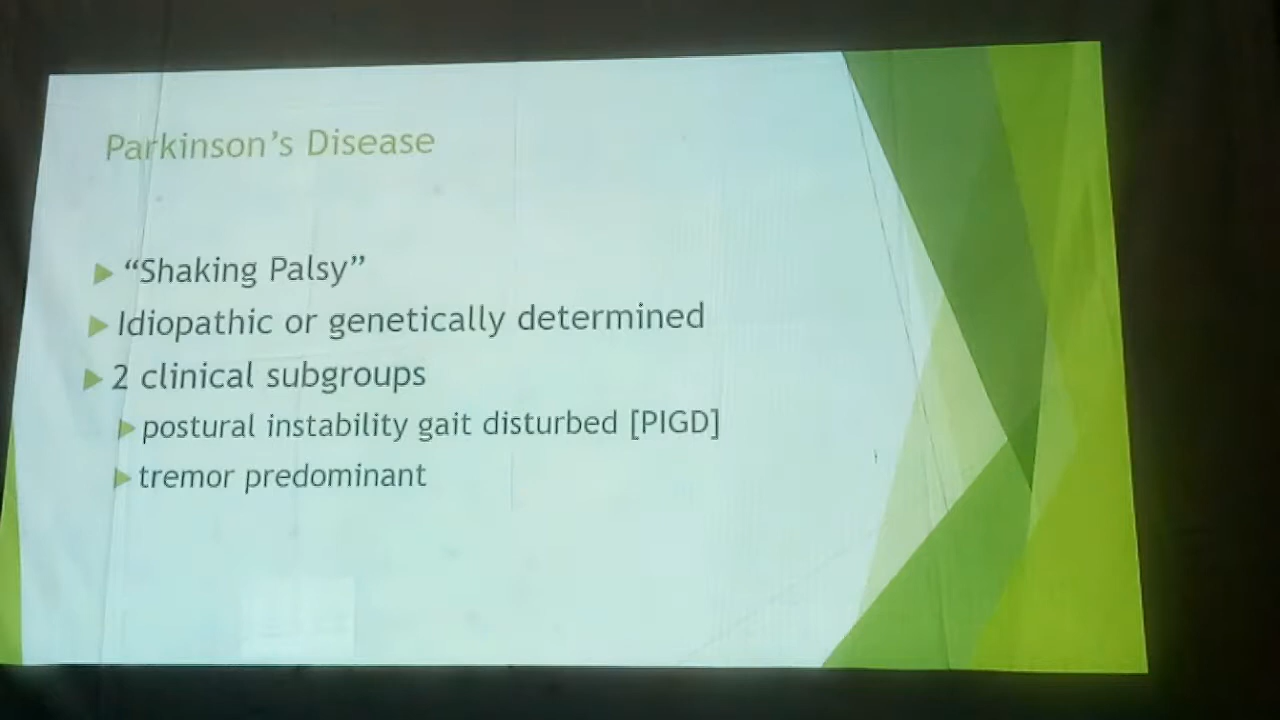 Parkinson's Disease
"Shaking Palsy"
Idiopathic or genetically determined
2 clinical subgroups
postural instability gait disturbed [PIGD]
tremor predominant